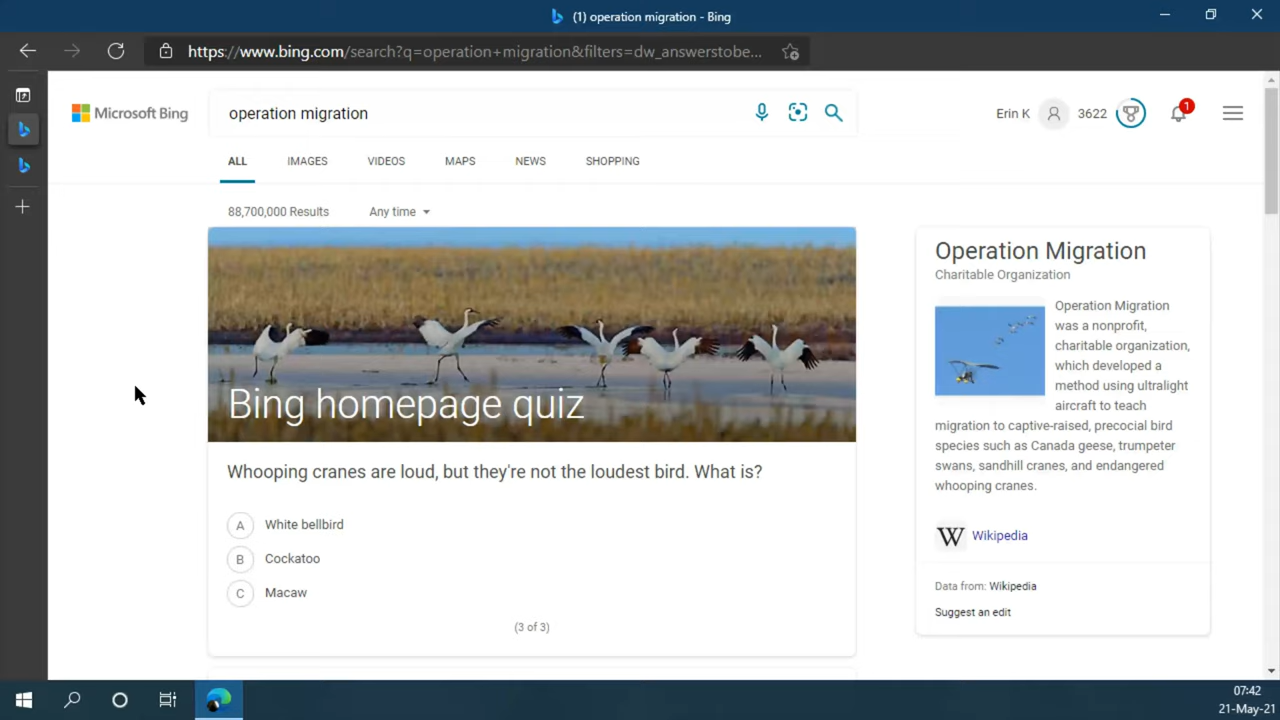 (1) operation migration - Bing
https://www.bing.com/search?q=operation+migration&filters=dw_answerstobe...
Microsoft Bing
operation migration
Erin K
3622
1
ALL
IMAGES
VIDEOS
MAPS
NEWS
SHOPPING
88,700,000 Results
Any time
Bing homepage quiz
Whooping cranes are loud, but they're not the loudest bird. What is?
A White bellbird
B Cockatoo
C Macaw
(3 of 3)
Operation Migration
Charitable Organization
Operation Migration
was a nonprofit,
charitable organization,
which developed a
method using ultralight
aircraft to teach
migration to captive-raised, precocial bird
species such as Canada geese, trumpeter
swans, sandhill cranes, and endangered
whooping cranes.
W Wikipedia
Data from: Wikipedia
Suggest an edit
07:42
21-May-21